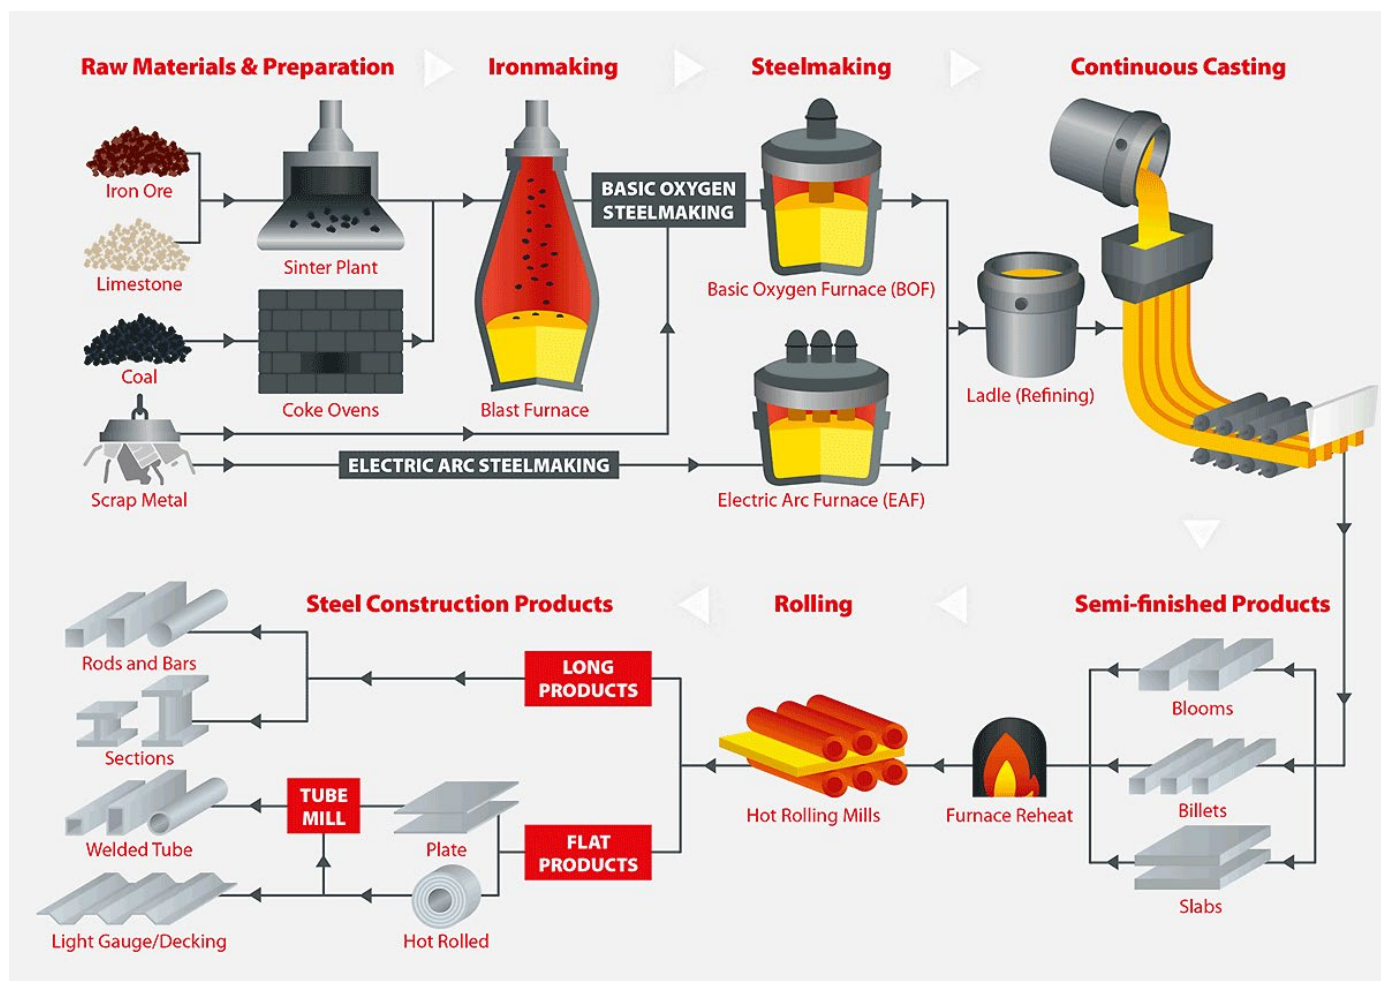 Raw Materials & Preparation
Ironmaking
Steelmaking
Continuous Casting
Iron Ore
Limestone
Sinter Plant
Coal
Coke Ovens
Scrap Metal
Blast Furnace
BASIC OXYGEN
STEELMAKING
ELECTRIC ARC STEELMAKING
Basic Oxygen Furnace (BOF)
Electric Arc Furnace (EAF)
Ladle (Refining)
Steel Construction Products
Rolling
Semi-finished Products
Rods and Bars
Sections
Welded Tube
Light Gauge/Decking
TUBE
MILL
Plate
Hot Rolled
LONG
PRODUCTS
FLAT
PRODUCTS
Hot Rolling Mills
Furnace Reheat
Blooms
Billets
Slabs